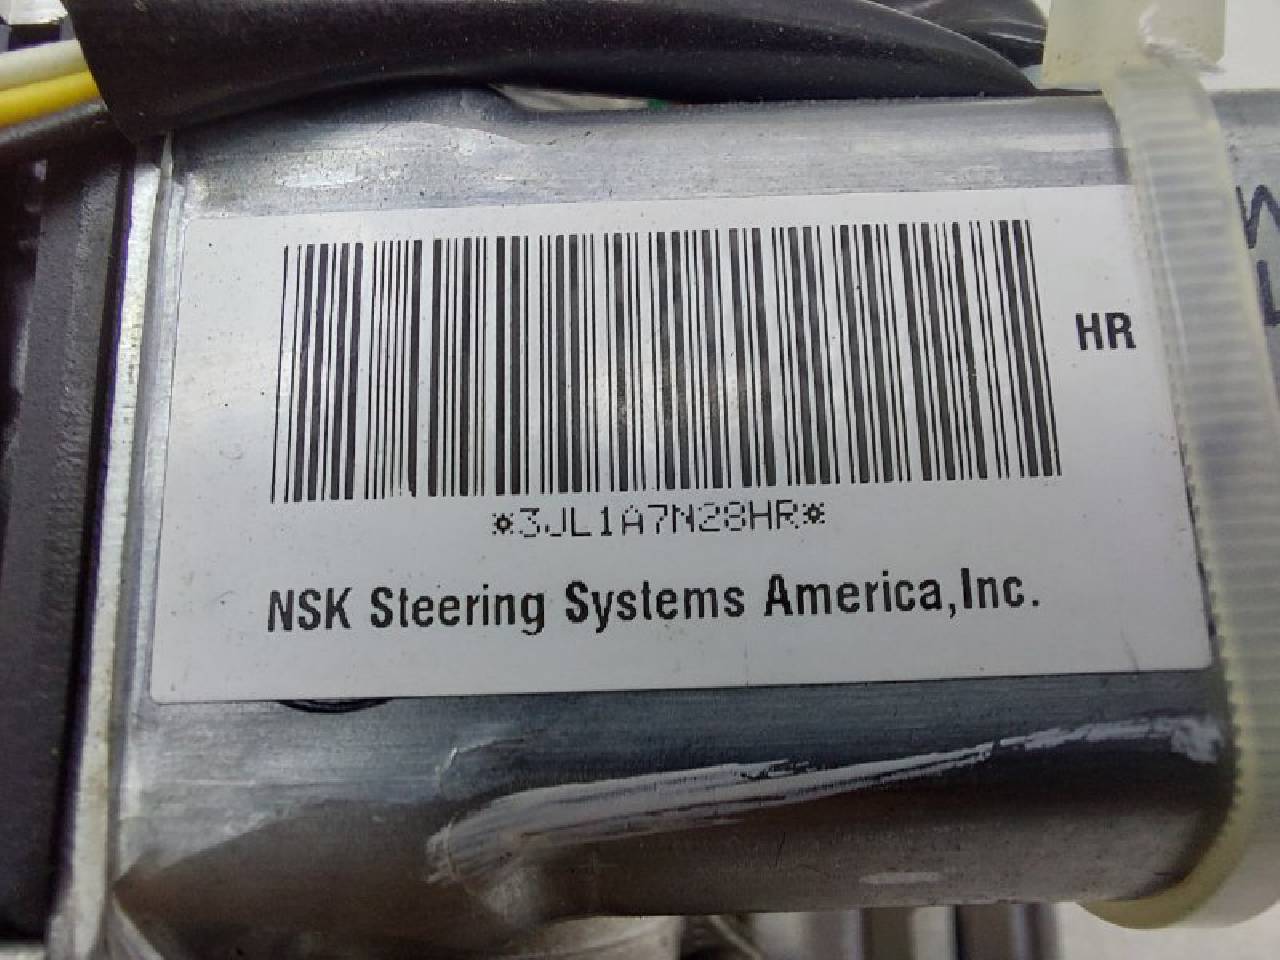 HR
*3JL1A7N28HR*
NSK Steering Systems America,Inc.